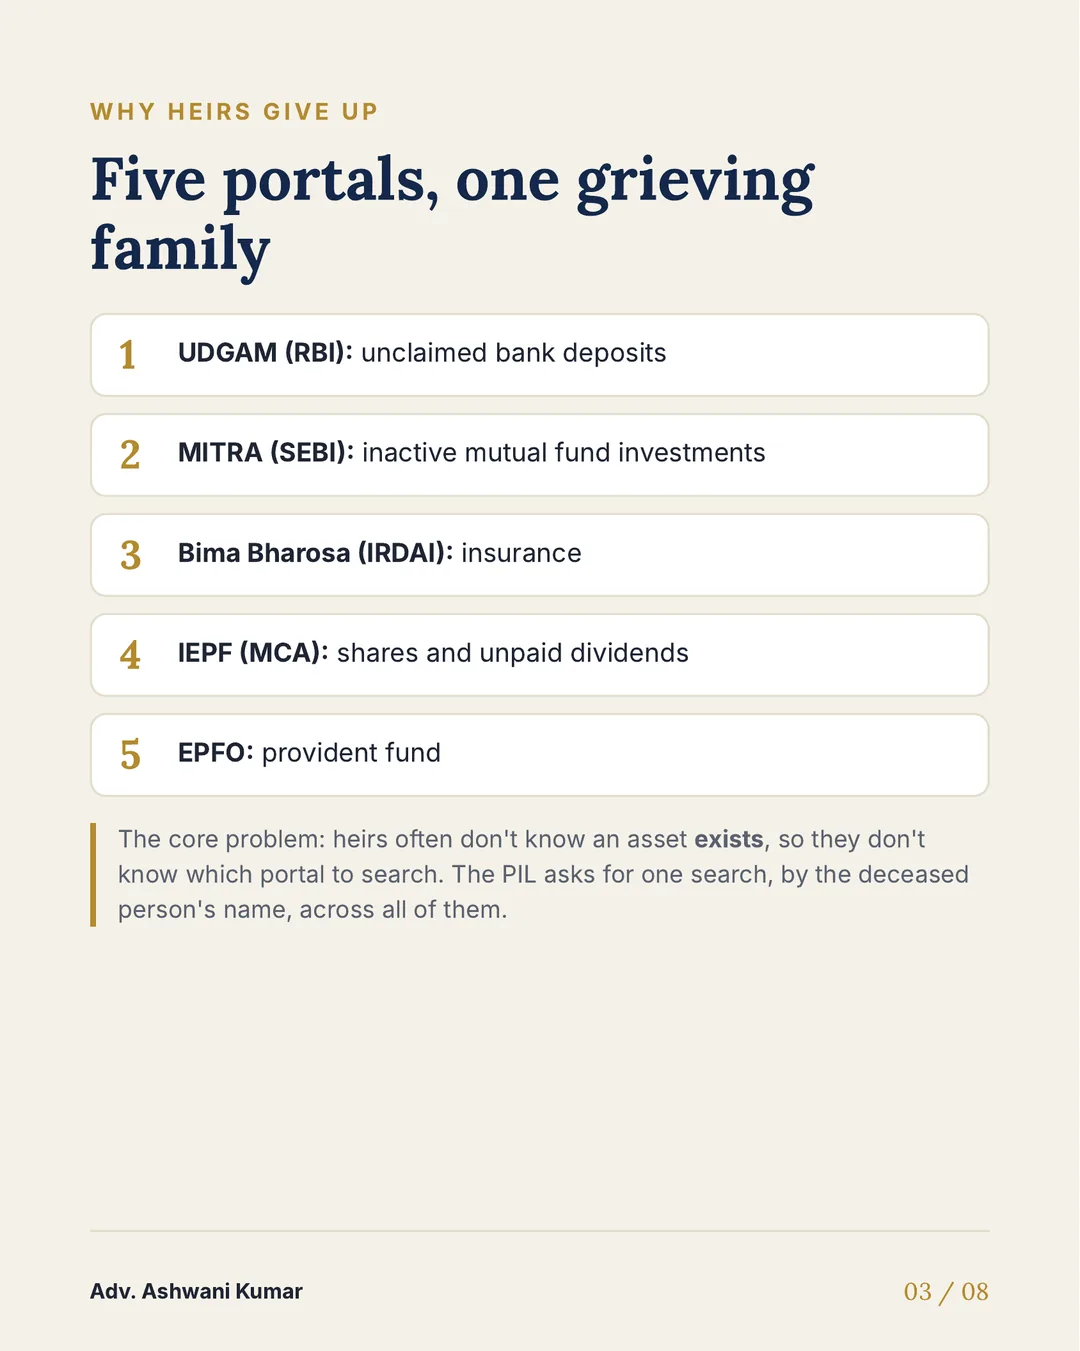 WHY HEIRS GIVE UP
Five portals, one grieving
family
1 UDGAM (RBI): unclaimed bank deposits
2 MITRA (SEBI): inactive mutual fund investments
3 Bima Bharosa (IRDAI): insurance
4 IEPF (MCA): shares and unpaid dividends
5 EPFO: provident fund
The core problem: heirs often don't know an asset exists, so they don't
know which portal to search. The PIL asks for one search, by the deceased
person's name, across all of them.
Adv. Ashwani Kumar
03 / 08